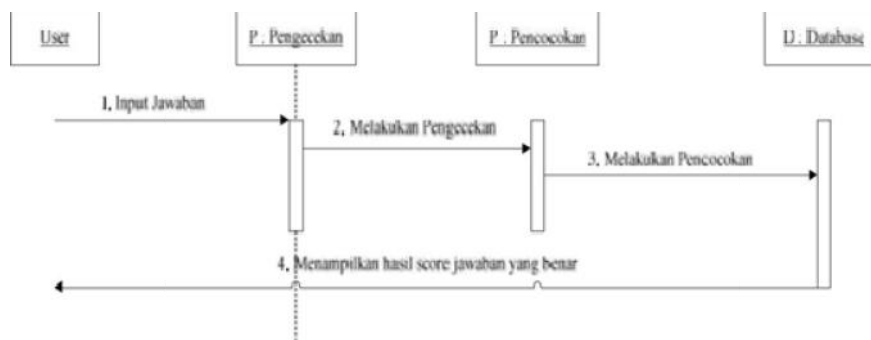 User
P : Pengecekan
P : Pencocokan
D : Database
1. Input Jawaban
2. Melakukan Pengecekan
3. Melakukan Pencocokan
4. Menampilkan hasil score jawaban yang benar